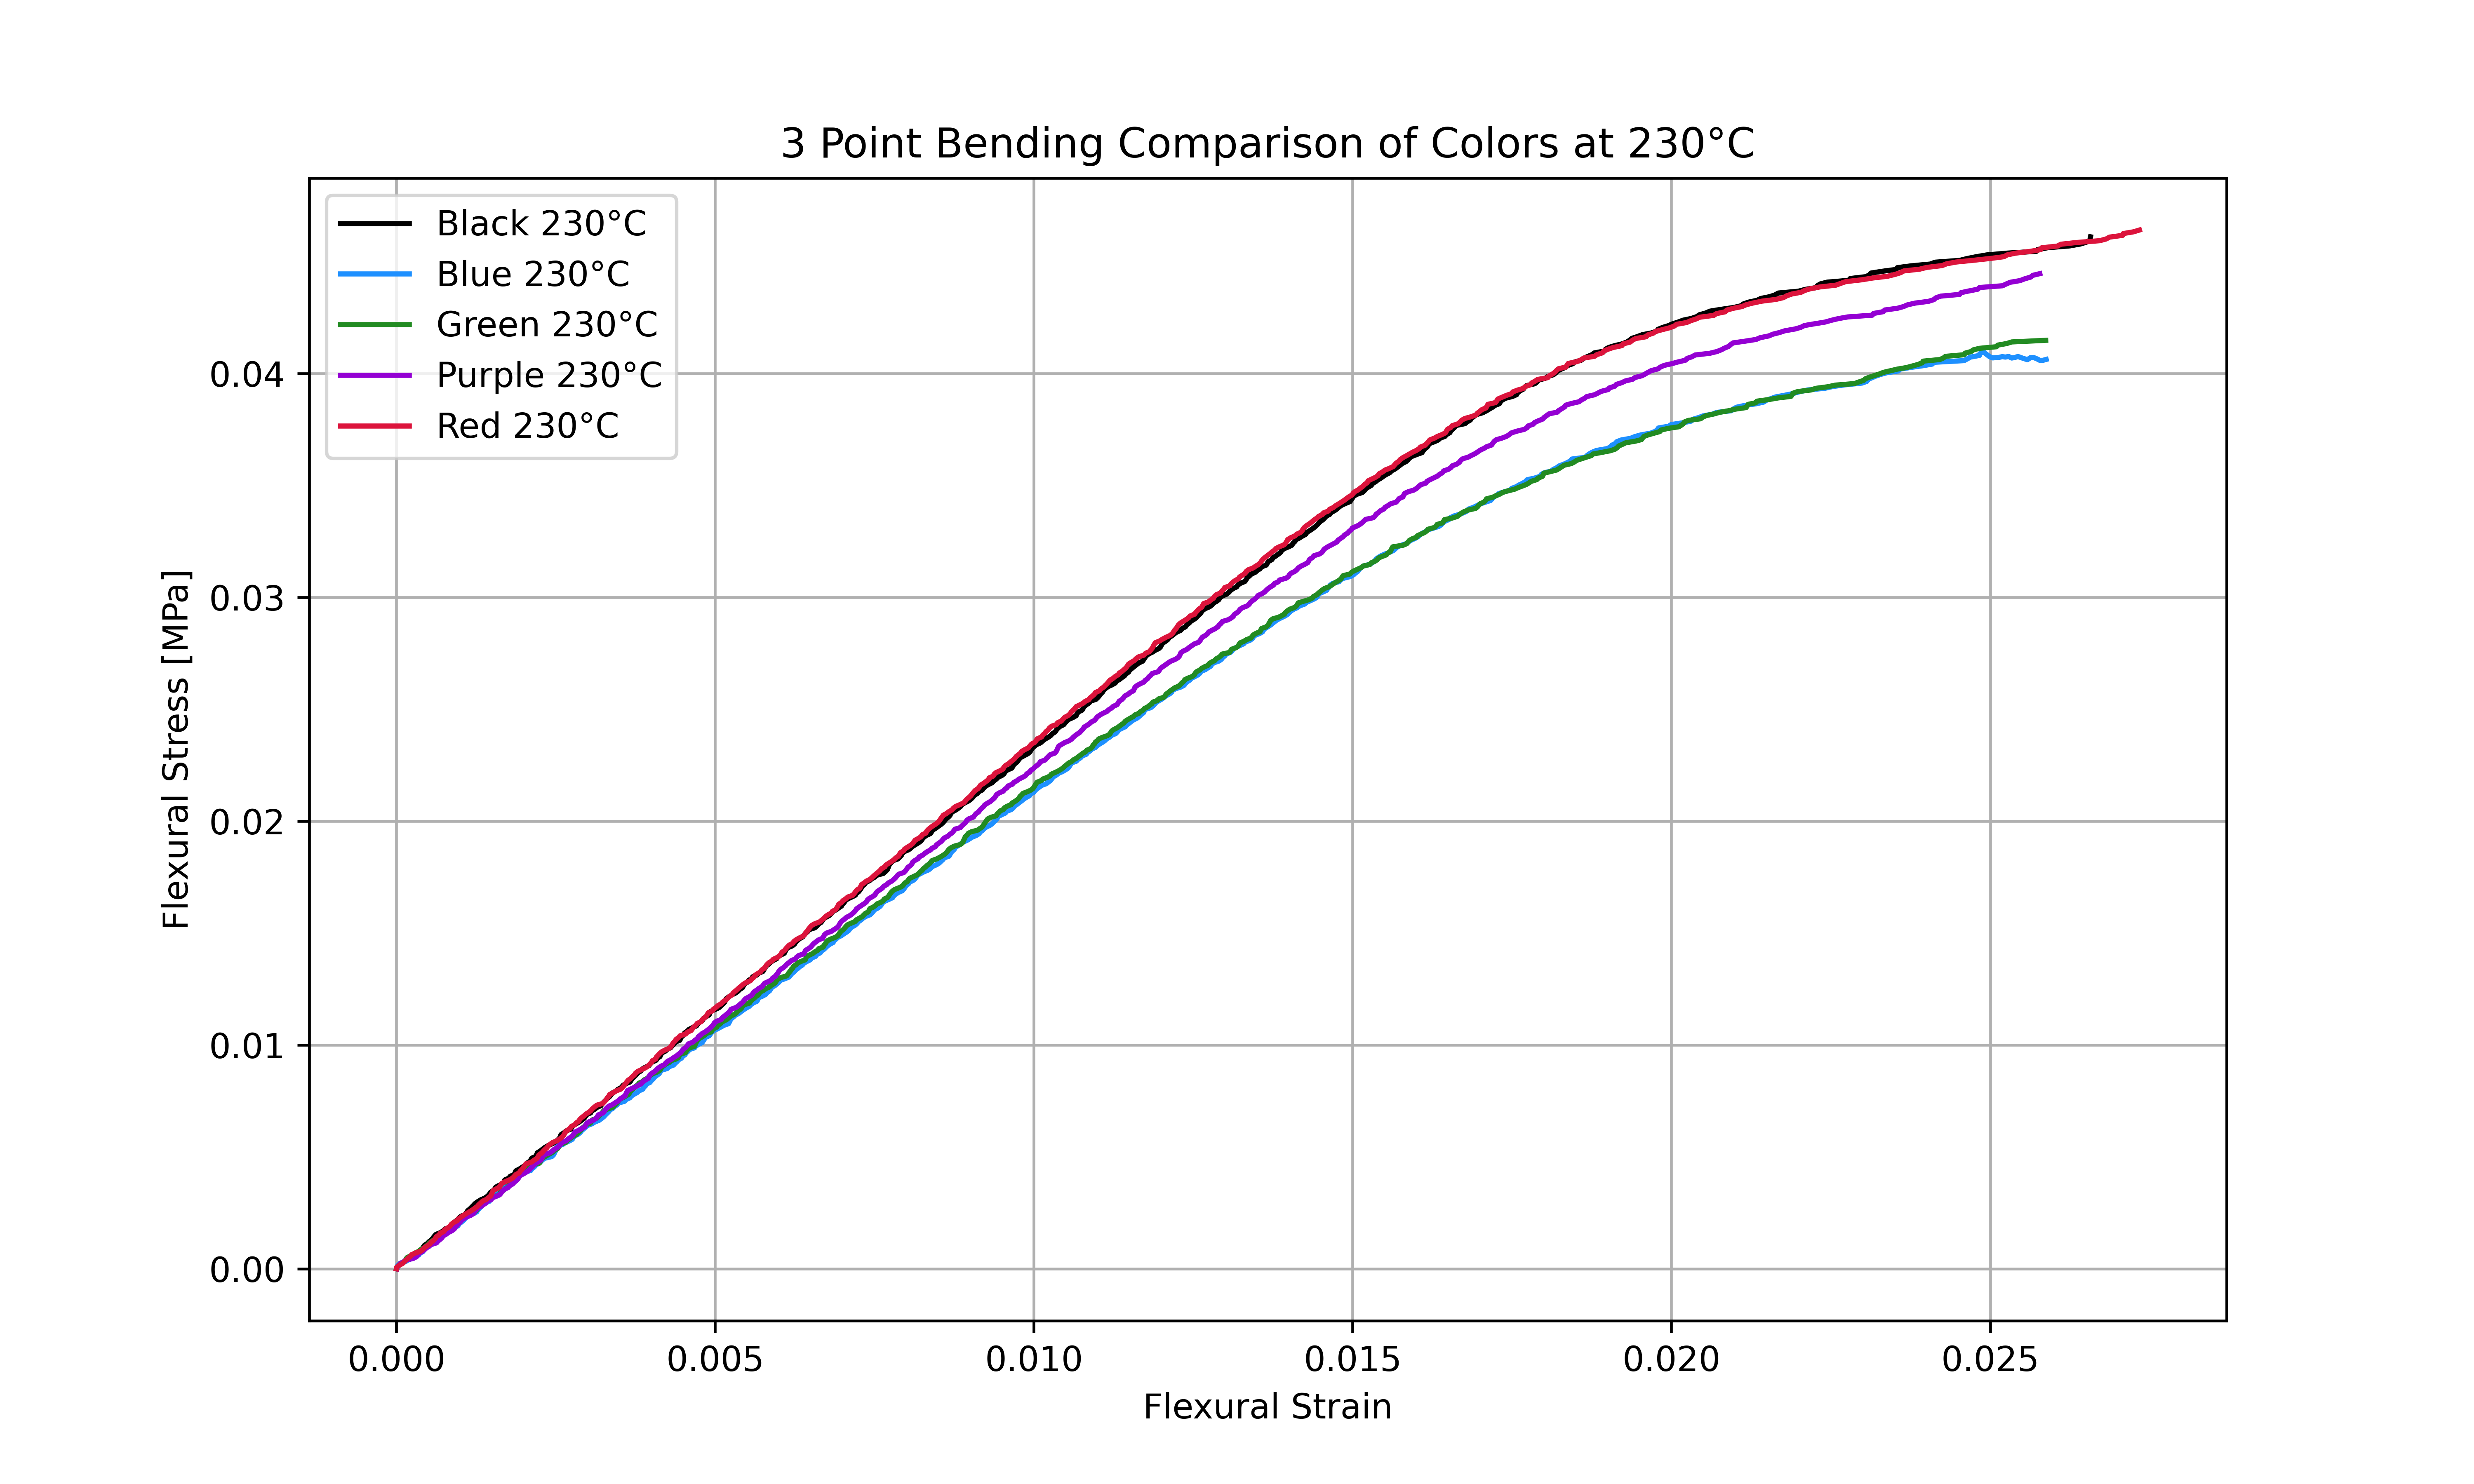 3 Point Bending Comparison of Colors at 230°C
Black 230°C
Blue 230°C
Green 230°C
Purple 230°C
Red 230°C
Flexural Stress [MPa]
0.04
0.03
0.02
0.01
0.00
0.000 0.005 0.010 0.015 0.020 0.025
Flexural Strain